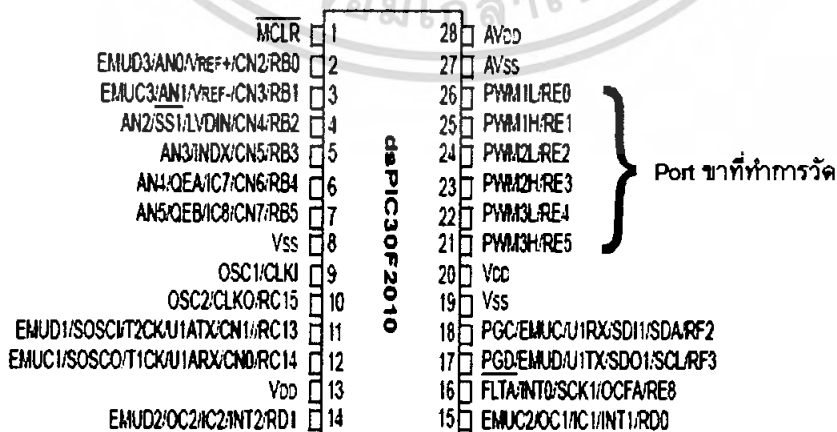 MCLR 1 28 AVDD
EMUD3/AN0/VREF+/CN2/RB0 2 27 AVSS
EMUC3/AN1/VREF-/CN3/RB1 3 26 PWM1L/RE0
AN2/SS1/LVDIN/CN4/RB2 4 25 PWM1H/RE1
AN3/INDX/CN5/RB3 5 24 PWM2L/RE2
AN4/QEA/IC7/CN6/RB4 6 23 PWM2H/RE3
AN5/QEB/IC8/CN7/RB5 7 22 PWM3L/RE4
VSS 8 21 PWM3H/RE5
OSC1/CLKI 9 20 VDD
OSC2/CLKO/RC15 10 19 VSS
EMUD1/SOSCI/T2CK/U1ATX/CN1/RC13 11 18 PGC/EMUC/U1RX/SDI1/SDA/RF2
EMUC1/SOSCO/T1CK/U1ARX/CN0/RC14 12 17 PGD/EMUD/U1TX/SDO1/SCL/RF3
VDD 13 16 FLTA/INT0/SCK1/OCFA/RE8
EMUD2/OC2/IC2/INT2/RD1 14 15 EMUC2/OC1/IC1/INT1/RD0
dsPIC30F2010
Port ขาที่ทำการวัด